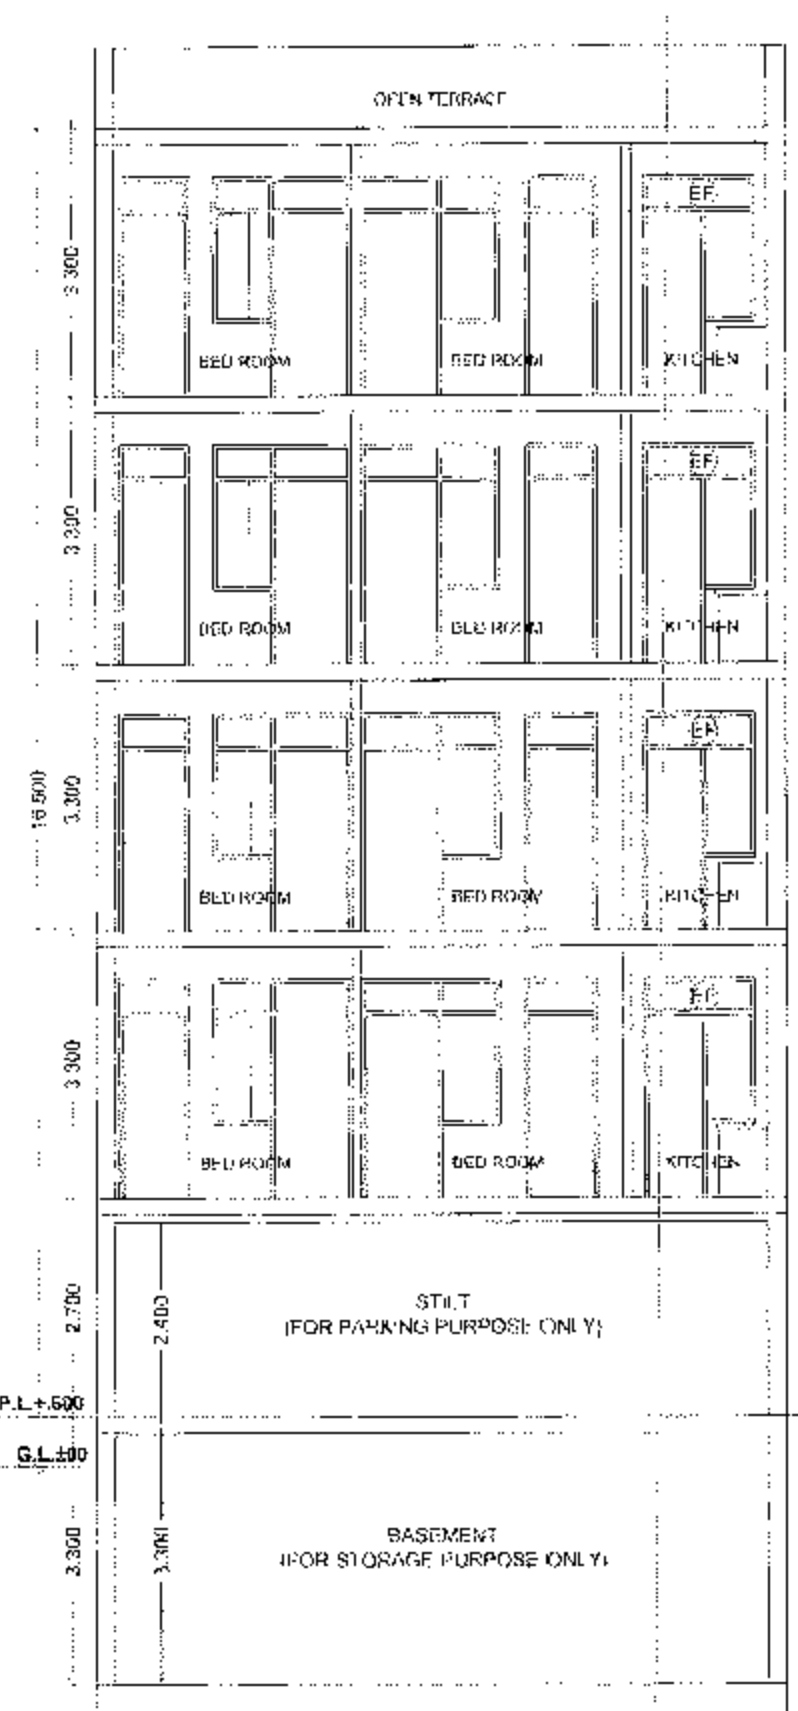 OPEN TERRACE
EF
3.300
BED ROOM BED ROOM KITCHEN
EF
3.300
BED ROOM BED ROOM KITCHEN
EF
3.300
BED ROOM BED ROOM KITCHEN
EF
3.300
BED ROOM BED ROOM KITCHEN
STILT
(FOR PARKING PURPOSE ONLY)
2.700 2.400
P.L.+.600
G.L.±00
BASEMENT
(FOR STORAGE PURPOSE ONLY)
3.300 3.300